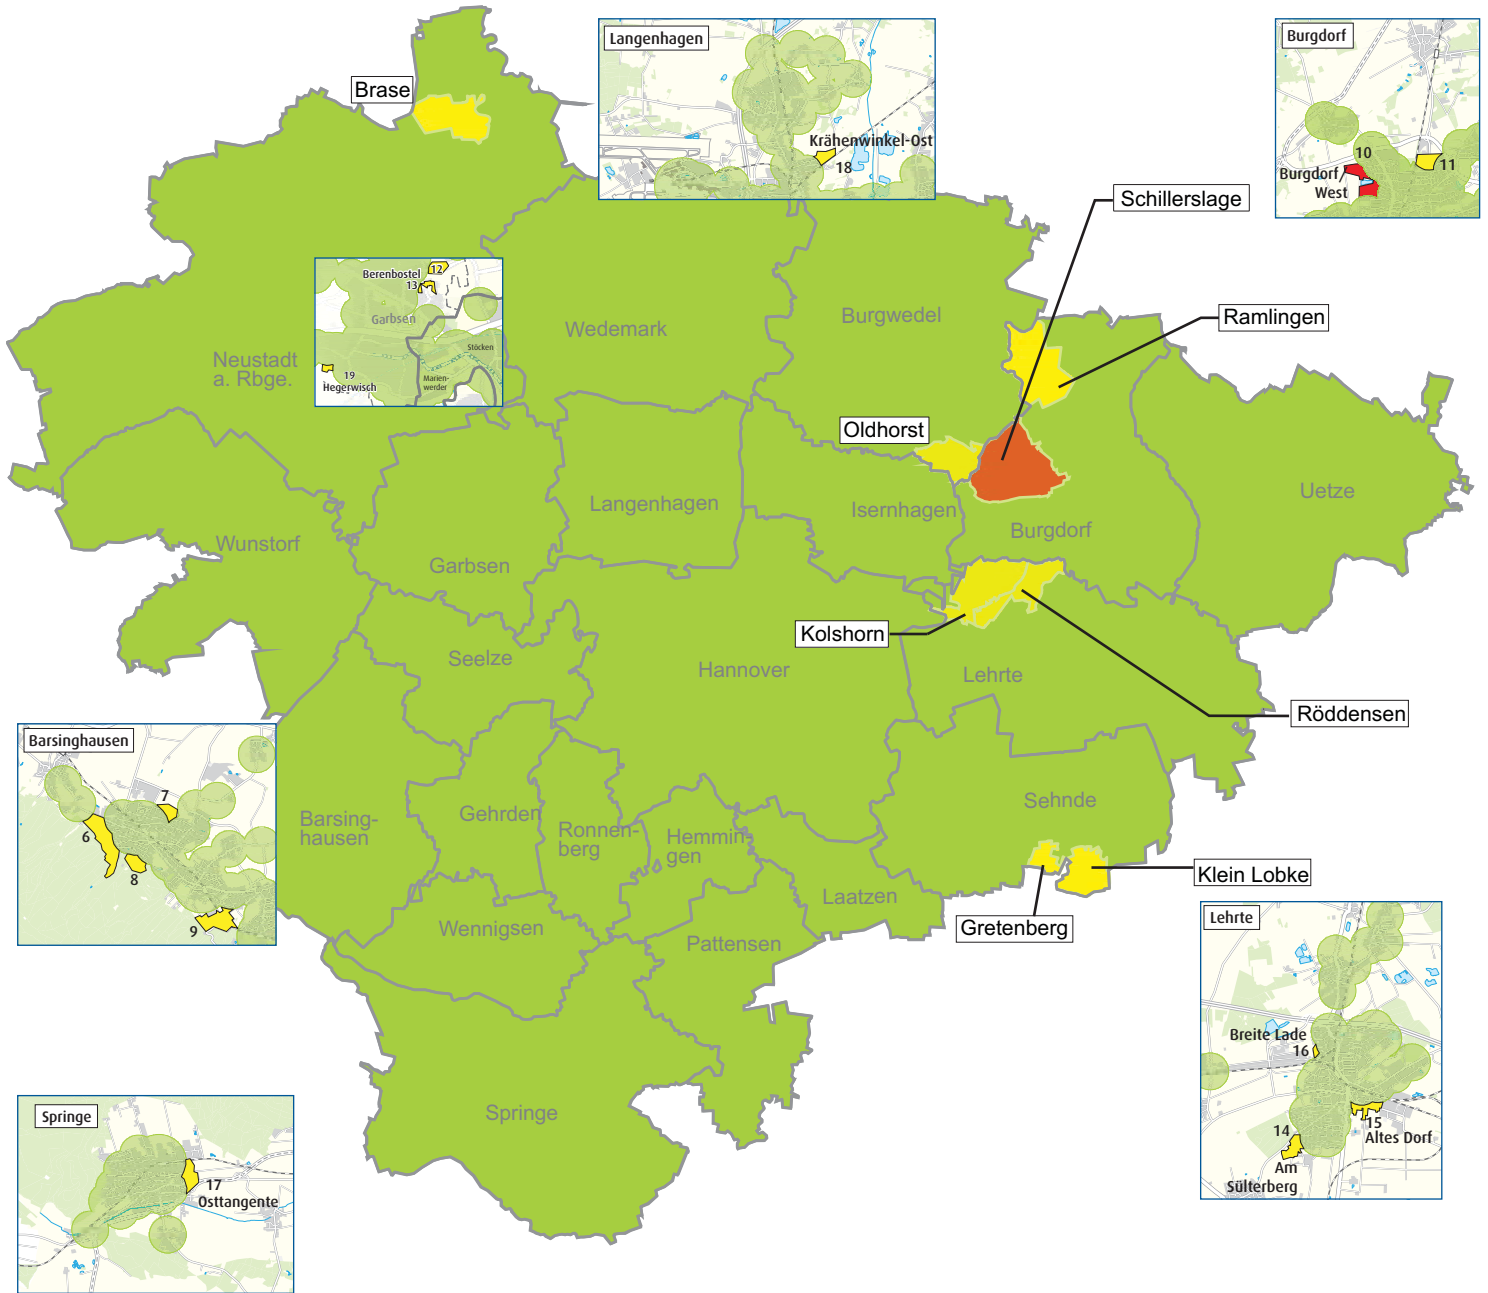 Brase
Langenhagen
Krähenwinkel-Ost
18
Burgdorf
10
11
Burgdorf/
West
Schillerslage
Ramlingen
Berenbostel
12
13
Garbsen
Stöcken
Marien-
werder
19
Hegerwisch
Neustadt
a. Rbge.
Wedemark
Burgwedel
Oldhorst
Langenhagen
Isernhagen
Burgdorf
Uetze
Wunstorf
Garbsen
Kolshorn
Seelze
Hannover
Lehrte
Röddensen
Barsinghausen
6
7
8
9
Barsing-
hausen
Gehrden
Ronnen-
berg
Hemmin-
gen
Sehnde
Laatzen
Klein Lobke
Gretenberg
Wennigsen
Pattensen
Lehrte
Breite Lade
16
14
15
Altes Dorf
Am
Sülterberg
Springe
Springe
17
Osttangente